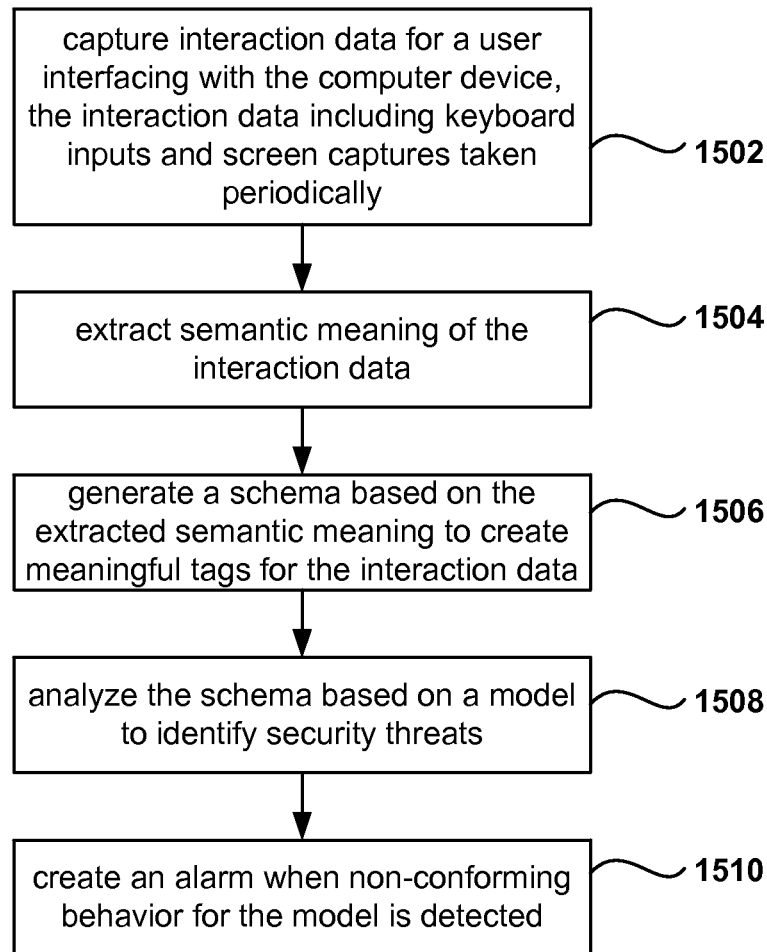 capture interaction data for a user
interfacing with the computer device,
the interaction data including keyboard
inputs and screen captures taken
periodically
1502
extract semantic meaning of the
interaction data
1504
generate a schema based on the
extracted semantic meaning to create
meaningful tags for the interaction data
1506
analyze the schema based on a model
to identify security threats
1508
create an alarm when non-conforming
behavior for the model is detected
1510